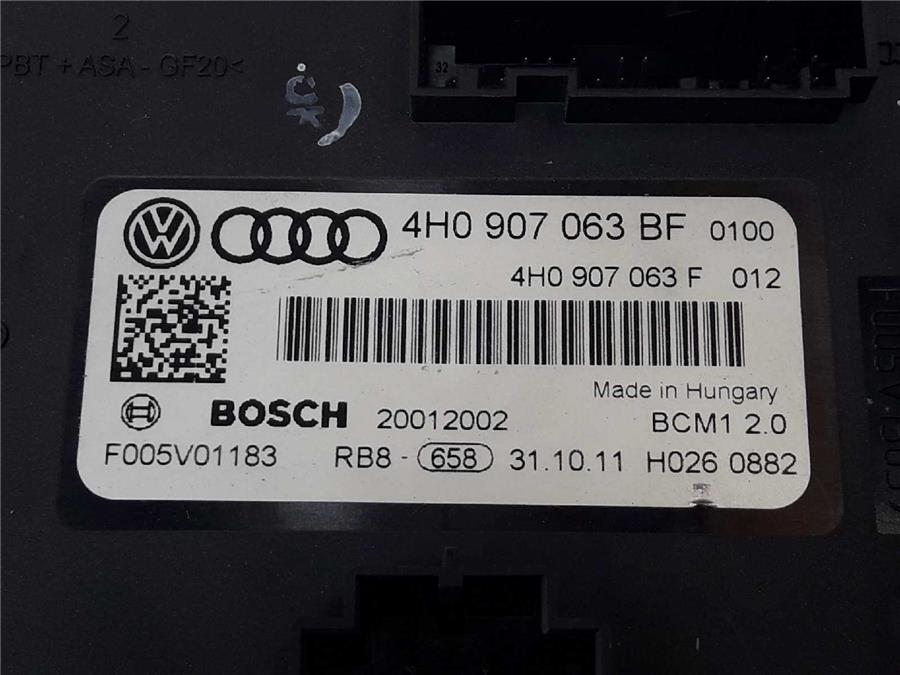 2
PBT + ASA - GF20<
32
4H0 907 063 BF 0100
4H0 907 063 F 012
Made in Hungary
BOSCH 20012002 BCM1 2.0
F005V01183 RB8 - 658 31.10.11 H026 0882